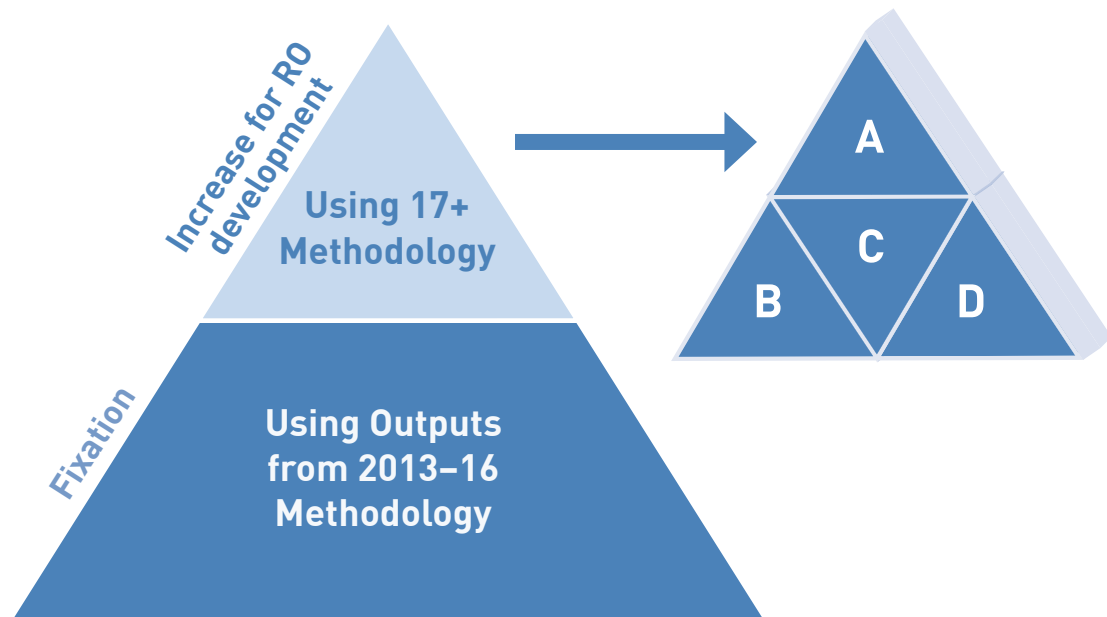 Increase for RO
development
Using 17+
Methodology
Fixation
Using Outputs
from 2013–16
Methodology
A
B
C
D